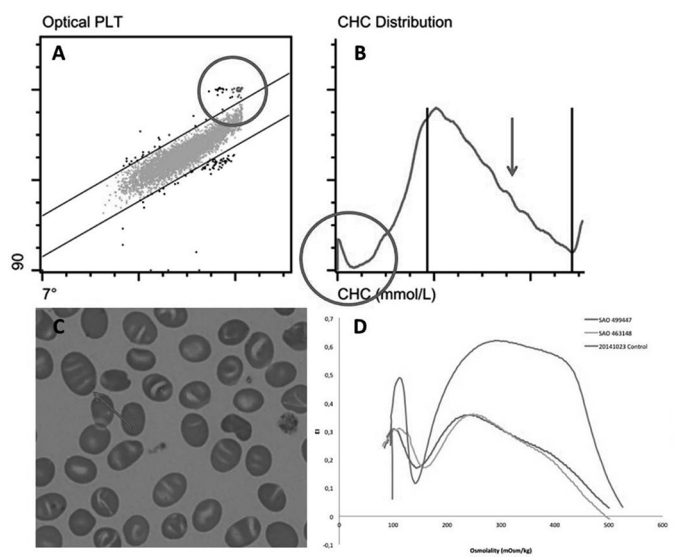 Optical PLT
A
90
7°
CHC Distribution
B
CHC (mmol/L)
C
D
0,7
0,6
0,5
0,4
0,3
0,2
0,1
0
-0,1
EI
SAO 499447
SAO 463148
20141023 Control
0
100
200
300
400
500
600
Osmolality (mOsm/kg)